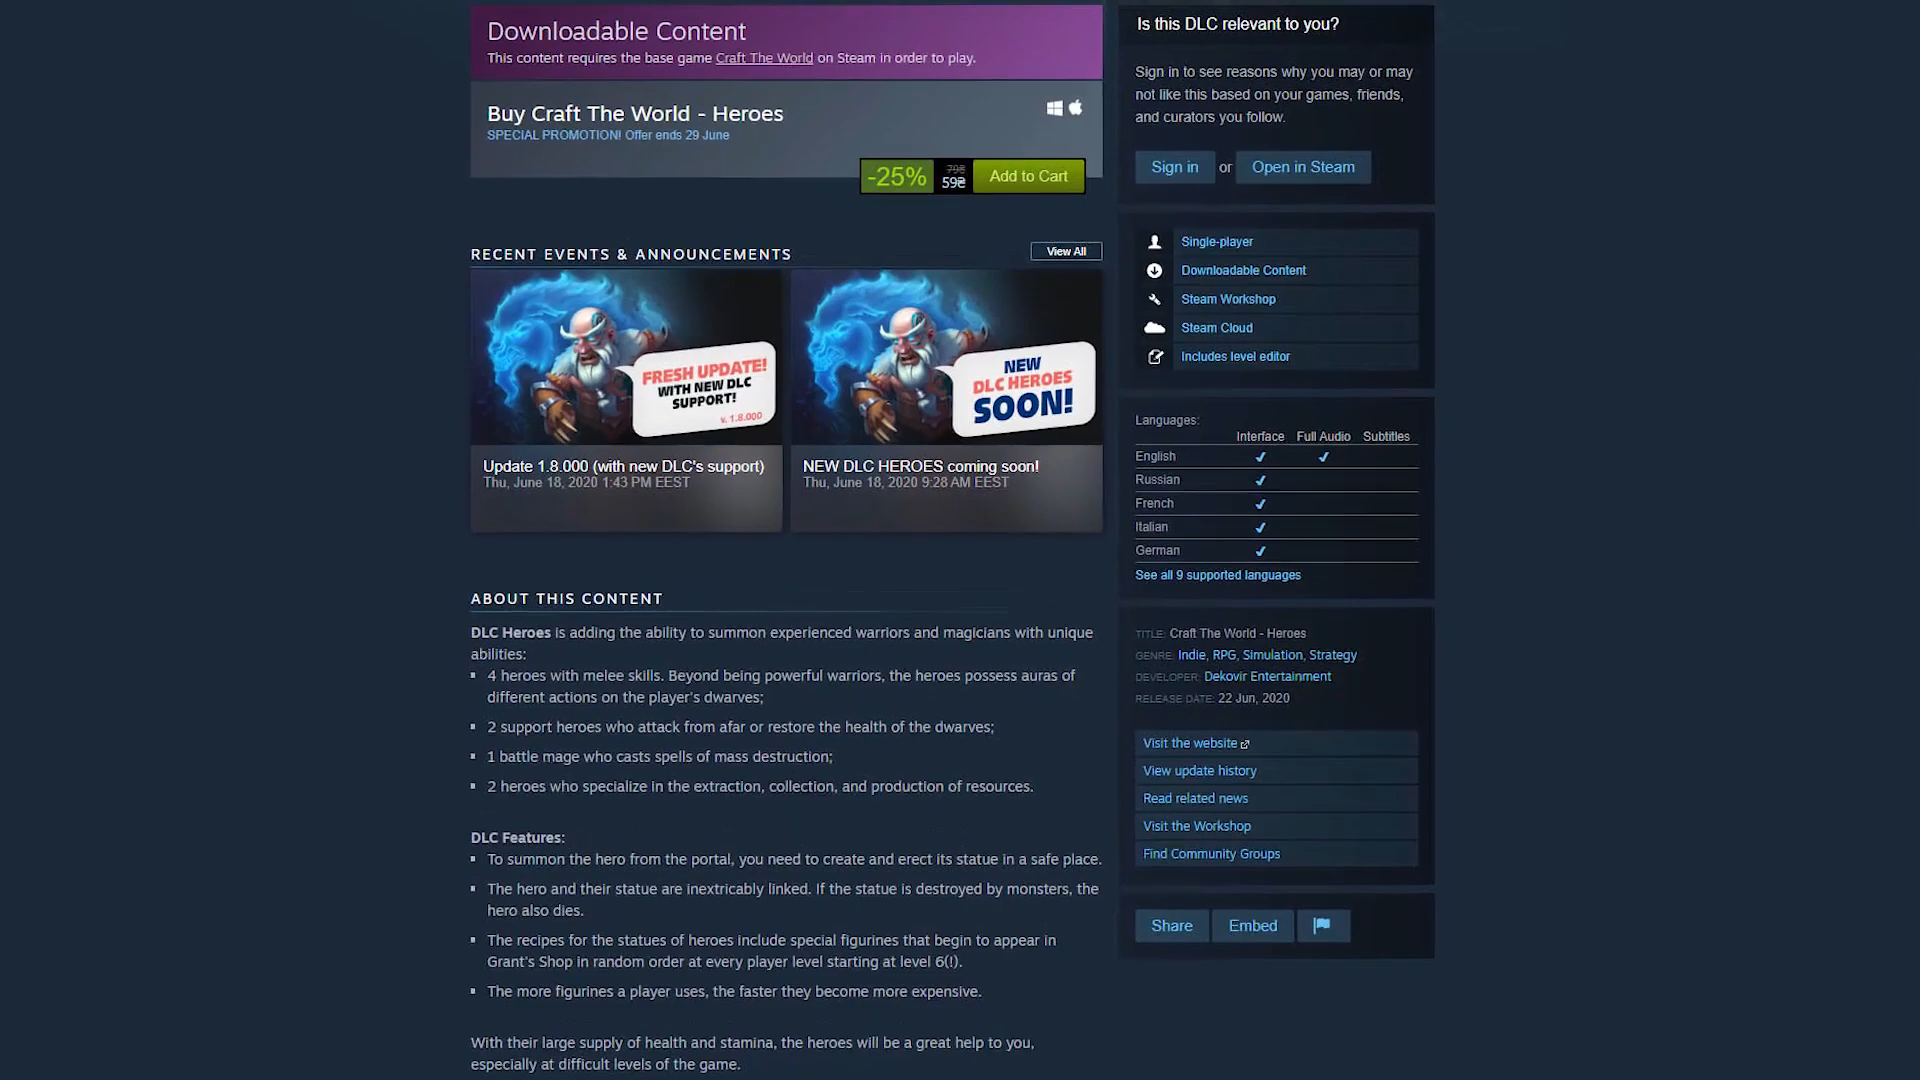 Downloadable Content
This content requires the base game Craft The World on Steam in order to play.
Buy Craft The World - Heroes
SPECIAL PROMOTION! Offer ends 29 June
-25%
79₴
59₴
Add to Cart
RECENT EVENTS & ANNOUNCEMENTS
View All
FRESH UPDATE!
WITH NEW DLC
SUPPORT!
v. 1.8.000
Update 1.8.000 (with new DLC's support)
Thu, June 18, 2020 1:43 PM EEST
NEW
DLC HEROES
SOON!
NEW DLC HEROES coming soon!
Thu, June 18, 2020 9:28 AM EEST
ABOUT THIS CONTENT
DLC Heroes is adding the ability to summon experienced warriors and magicians with unique
abilities:
▪ 4 heroes with melee skills. Beyond being powerful warriors, the heroes possess auras of
different actions on the player's dwarves;
▪ 2 support heroes who attack from afar or restore the health of the dwarves;
▪ 1 battle mage who casts spells of mass destruction;
▪ 2 heroes who specialize in the extraction, collection, and production of resources.
DLC Features:
▪ To summon the hero from the portal, you need to create and erect its statue in a safe place.
▪ The hero and their statue are inextricably linked. If the statue is destroyed by monsters, the
hero also dies.
▪ The recipes for the statues of heroes include special figurines that begin to appear in
Grant's Shop in random order at every player level starting at level 6(!).
▪ The more figurines a player uses, the faster they become more expensive.
With their large supply of health and stamina, the heroes will be a great help to you,
especially at difficult levels of the game.
Is this DLC relevant to you?
Sign in to see reasons why you may or may
not like this based on your games, friends,
and curators you follow.
Sign in or Open in Steam
Single-player
Downloadable Content
Steam Workshop
Steam Cloud
Includes level editor
Languages:
Interface Full Audio Subtitles
English ✔ ✔
Russian ✔
French ✔
Italian ✔
German ✔
See all 9 supported languages
TITLE: Craft The World - Heroes
GENRE: Indie, RPG, Simulation, Strategy
DEVELOPER: Dekovir Entertainment
RELEASE DATE: 22 Jun, 2020
Visit the website
View update history
Read related news
Visit the Workshop
Find Community Groups
Share
Embed